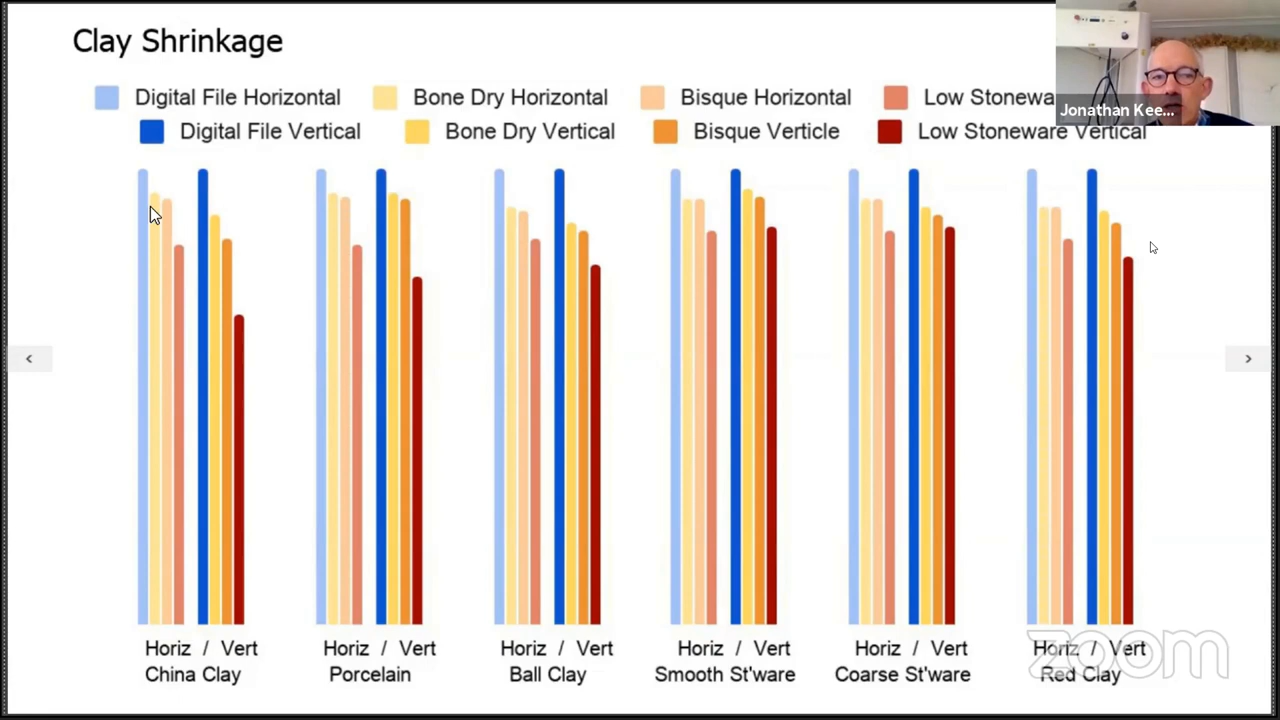 Clay Shrinkage
Digital File Horizontal Bone Dry Horizontal Bisque Horizontal Low Stonewa
Jonathan Kee...
Digital File Vertical Bone Dry Vertical Bisque Verticle Low Stoneware Vertical
< >
Horiz / Vert Horiz / Vert Horiz / Vert Horiz / Vert Horiz / Vert Horiz / Vert
China Clay Porcelain Ball Clay Smooth St'ware Coarse St'ware Red Clay
zoom